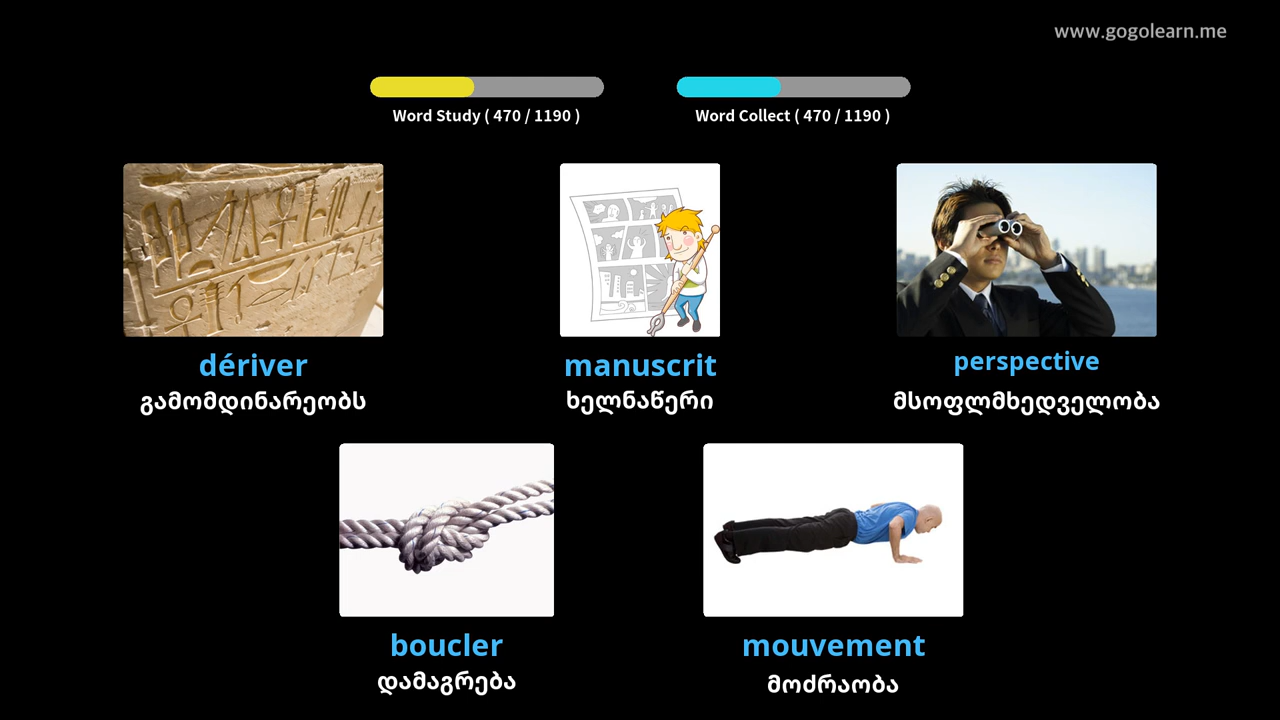 www.gogolearn.me
Word Study ( 470 / 1190 )
Word Collect ( 470 / 1190 )
dériver
გამომდინარეობს
manuscrit
ხელნაწერი
perspective
მსოფლმხედველობა
boucler
დამაგრება
mouvement
მოძრაობა